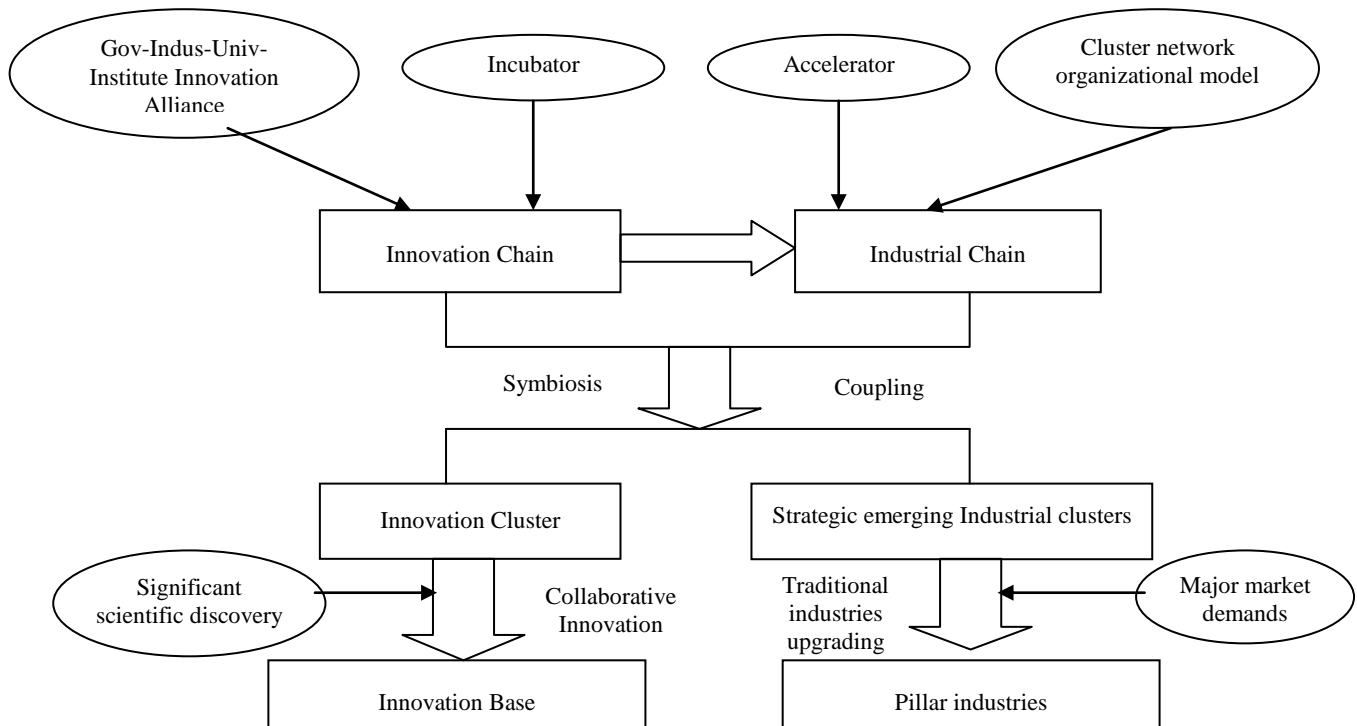 Gov-Indus-Univ-
Institute Innovation
Alliance
Incubator
Accelerator
Cluster network
organizational model
Innovation Chain
Industrial Chain
Symbiosis
Coupling
Innovation Cluster
Strategic emerging Industrial clusters
Significant
scientific discovery
Collaborative
Innovation
Traditional
industries
upgrading
Major market
demands
Innovation Base
Pillar industries